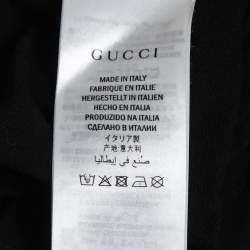 GUCCI
MADE IN ITALY
FABRIQUE EN ITALIE
HERGESTELLT IN ITALIEN
HECHO EN ITALIA
PRODUZIDO NA ITALIA
СДЕЛАНО В ИТАЛИИ
イタリア製
产地 意大利
صنع في إيطاليا